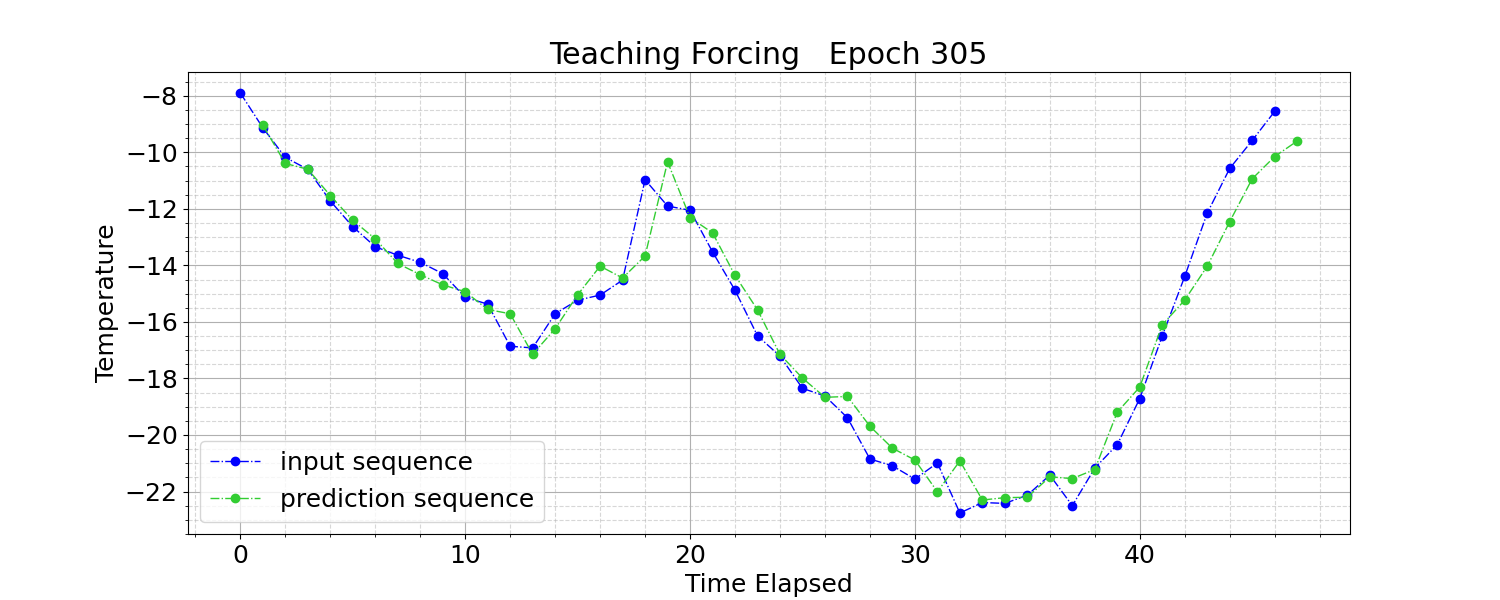 Teaching Forcing   Epoch 305
Temperature
−8
−10
−12
−14
−16
−18
−20
−22
input sequence
prediction sequence
0 10 20 30 40
Time Elapsed